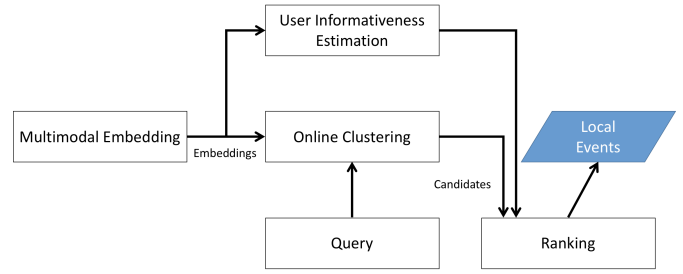 User Informativeness
Estimation
Multimodal Embedding
Embeddings
Online Clustering
Local
Events
Candidates
Query
Ranking